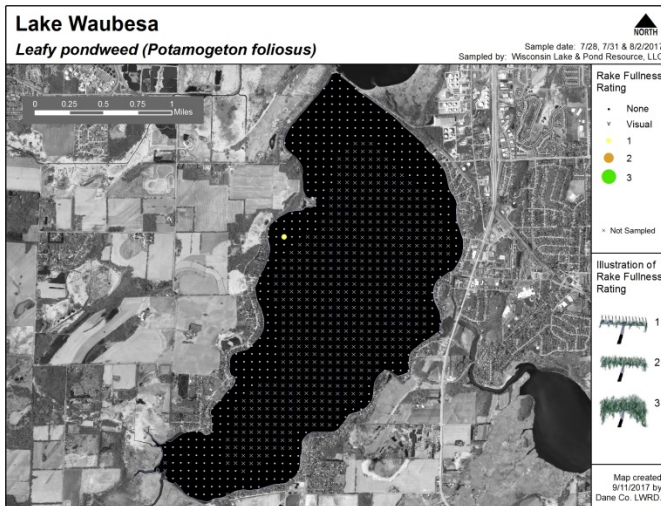 Lake Waubesa
Leafy pondweed (Potamogeton foliosus)
NORTH
Sample date: 7/28, 7/31 & 8/2/2017
Sampled by: Wisconsin Lake & Pond Resource, LLC
0 0.25 0.5 0.75 1
Miles
Rake Fullness
Rating
None
v Visual
1
2
3
× Not Sampled
Illustration of
Rake Fullness
Rating
1
2
3
Map created
9/11/2017 by
Dane Co. LWRD.